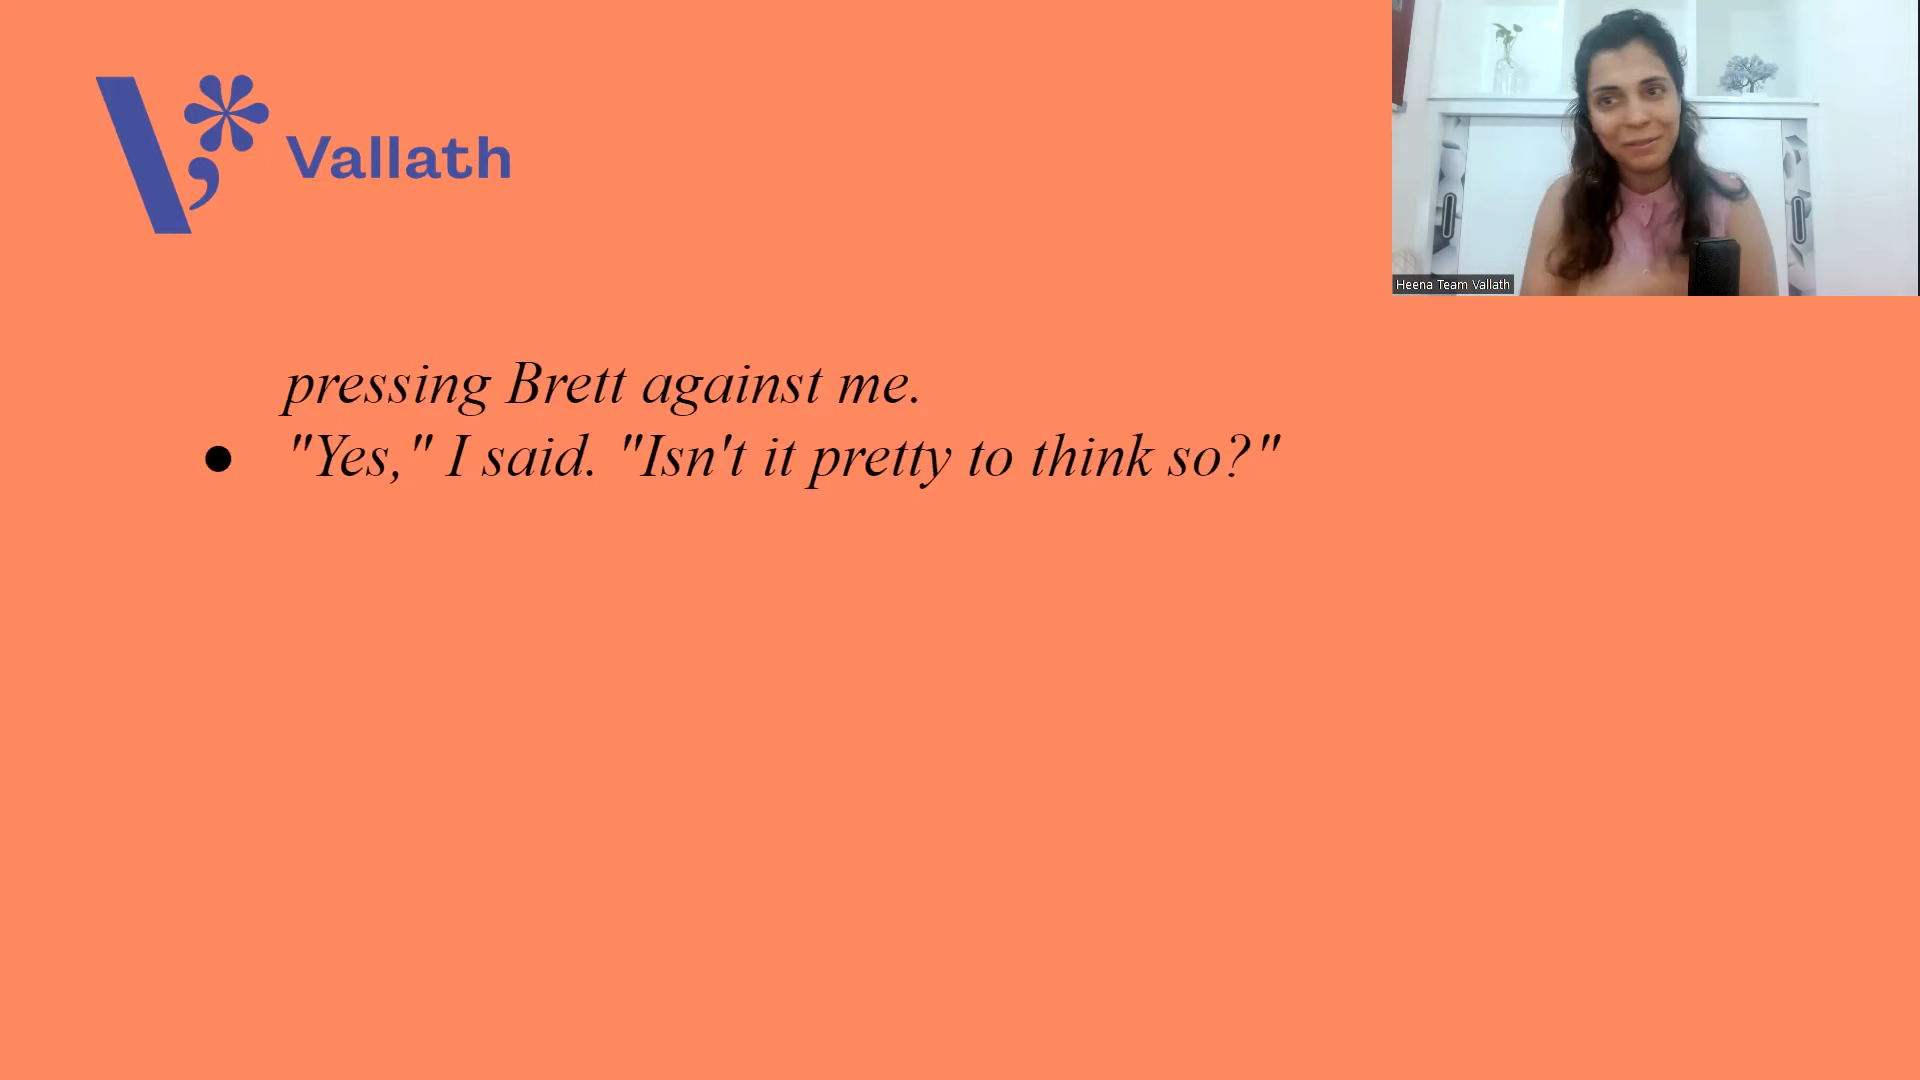 Vallath
Heena Team Vallath
pressing Brett against me.
● "Yes," I said. "Isn't it pretty to think so?"